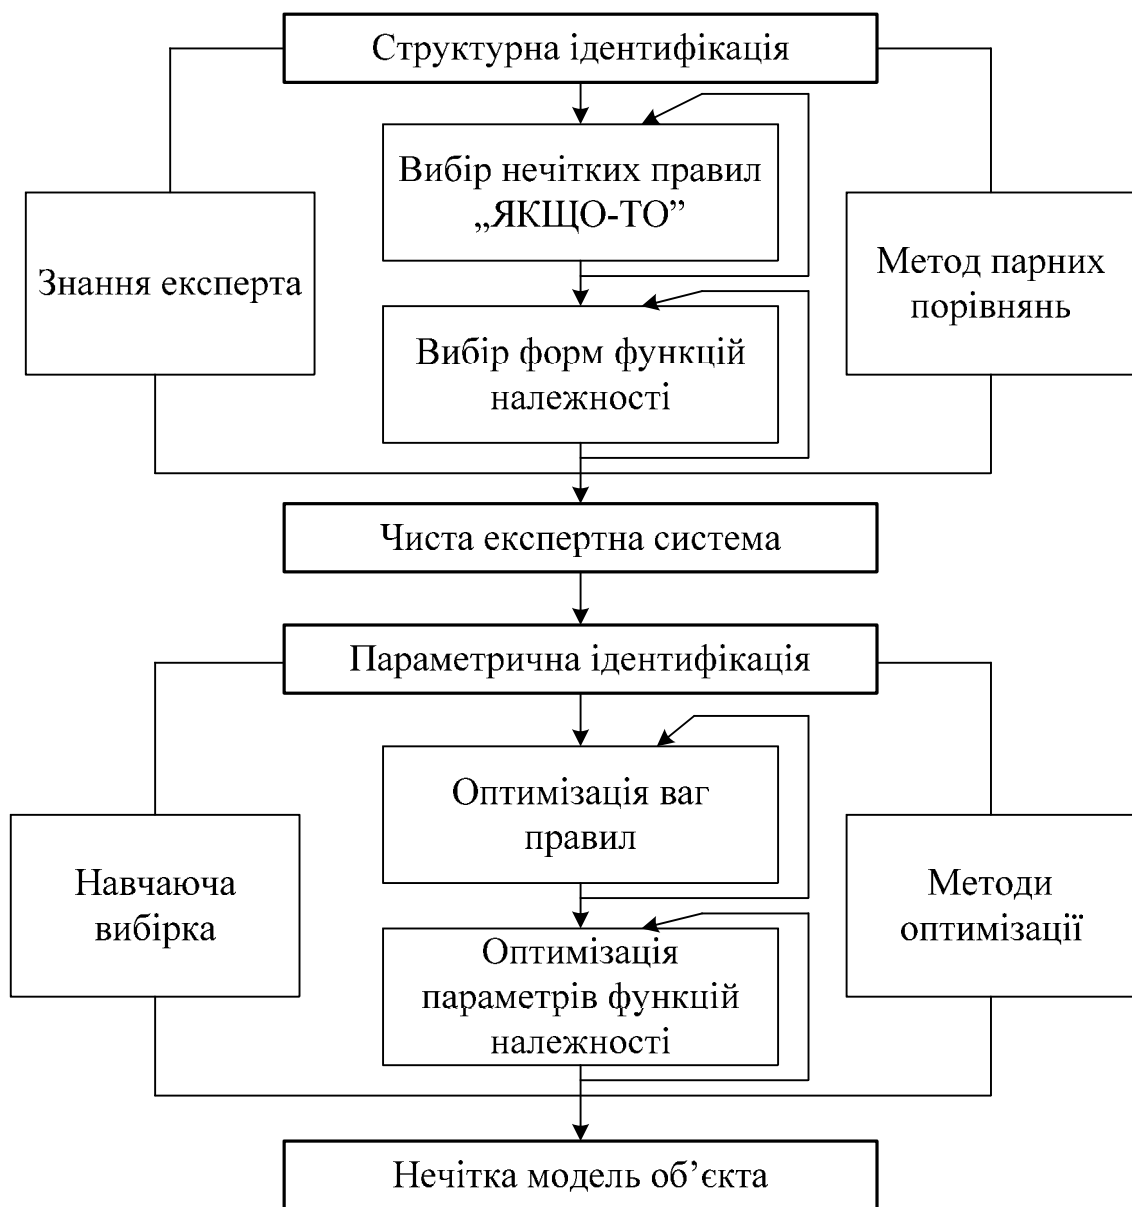 Структурна ідентифікація
Вибір нечітких правил
„ЯКЩО-ТО”
Знання експерта
Метод парних
порівнянь
Вибір форм функцій
належності
Чиста експертна система
Параметрична ідентифікація
Оптимізація ваг
правил
Навчаюча
вибірка
Методи
оптимізації
Оптимізація
параметрів функцій
належності
Нечітка модель об’єкта